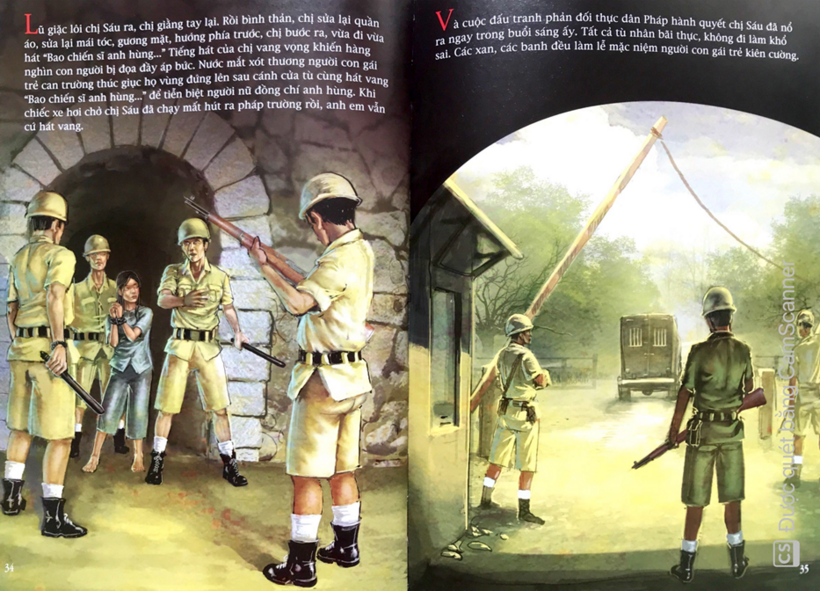 Lũ giặc lôi chị Sáu ra, chị giằng tay lại. Rồi bình thản, chị sửa lại quần
áo, sửa lại mái tóc, gương mặt, hướng phía trước, chị bước ra, vừa đi vừa
hát "Bao chiến sĩ anh hùng..." Tiếng hát của chị vang vọng khiến hàng
nghìn con người bị đọa đầy áp bức. Nước mắt xót thương người con gái
trẻ can trường thúc giục họ vùng đứng lên sau cánh cửa tù cùng hát vang
"Bao chiến sĩ anh hùng..." để tiễn biệt người nữ đồng chí anh hùng. Khi
chiếc xe hơi chở chị Sáu đã chạy mất hút ra pháp trường rồi, anh em vẫn
cứ hát vang.
34
Và cuộc đấu tranh phản đối thực dân Pháp hành quyết chị Sáu đã nổ
ra ngay trong buổi sáng ấy. Tất cả tù nhân bãi thực, không đi làm khổ
sai. Các xan, các banh đều làm lễ mặc niệm người con gái trẻ kiên cường.
35
CS Được quét bằng CamScanner